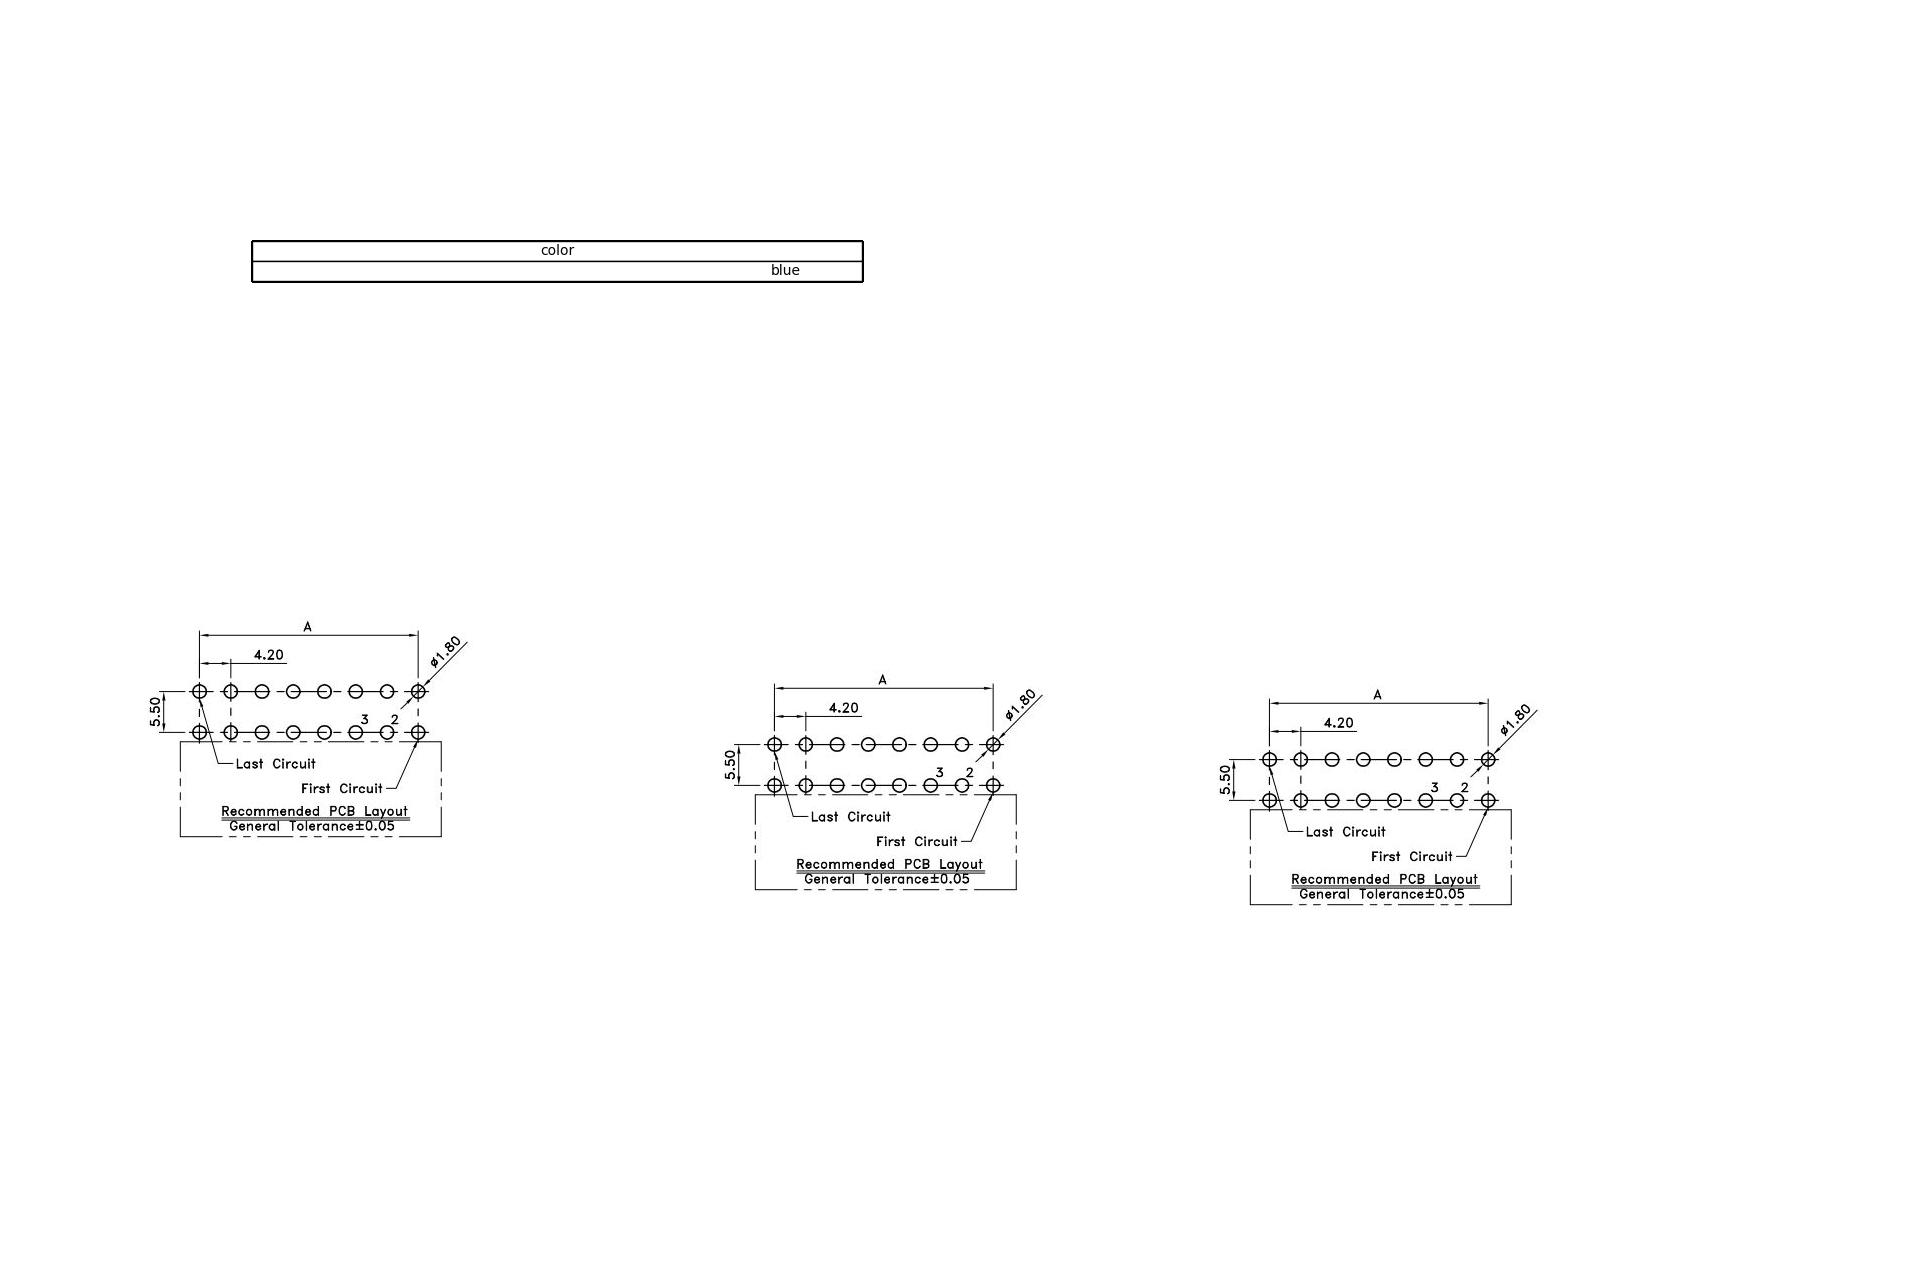 color
blue
A
4.20
ø1.80
5.50
3 2
Last Circuit
First Circuit
Recommended PCB Layout
General Tolerance±0.05
A
4.20
ø1.80
5.50
3 2
Last Circuit
First Circuit
Recommended PCB Layout
General Tolerance±0.05
A
4.20
ø1.80
5.50
3 2
Last Circuit
First Circuit
Recommended PCB Layout
General Tolerance±0.05